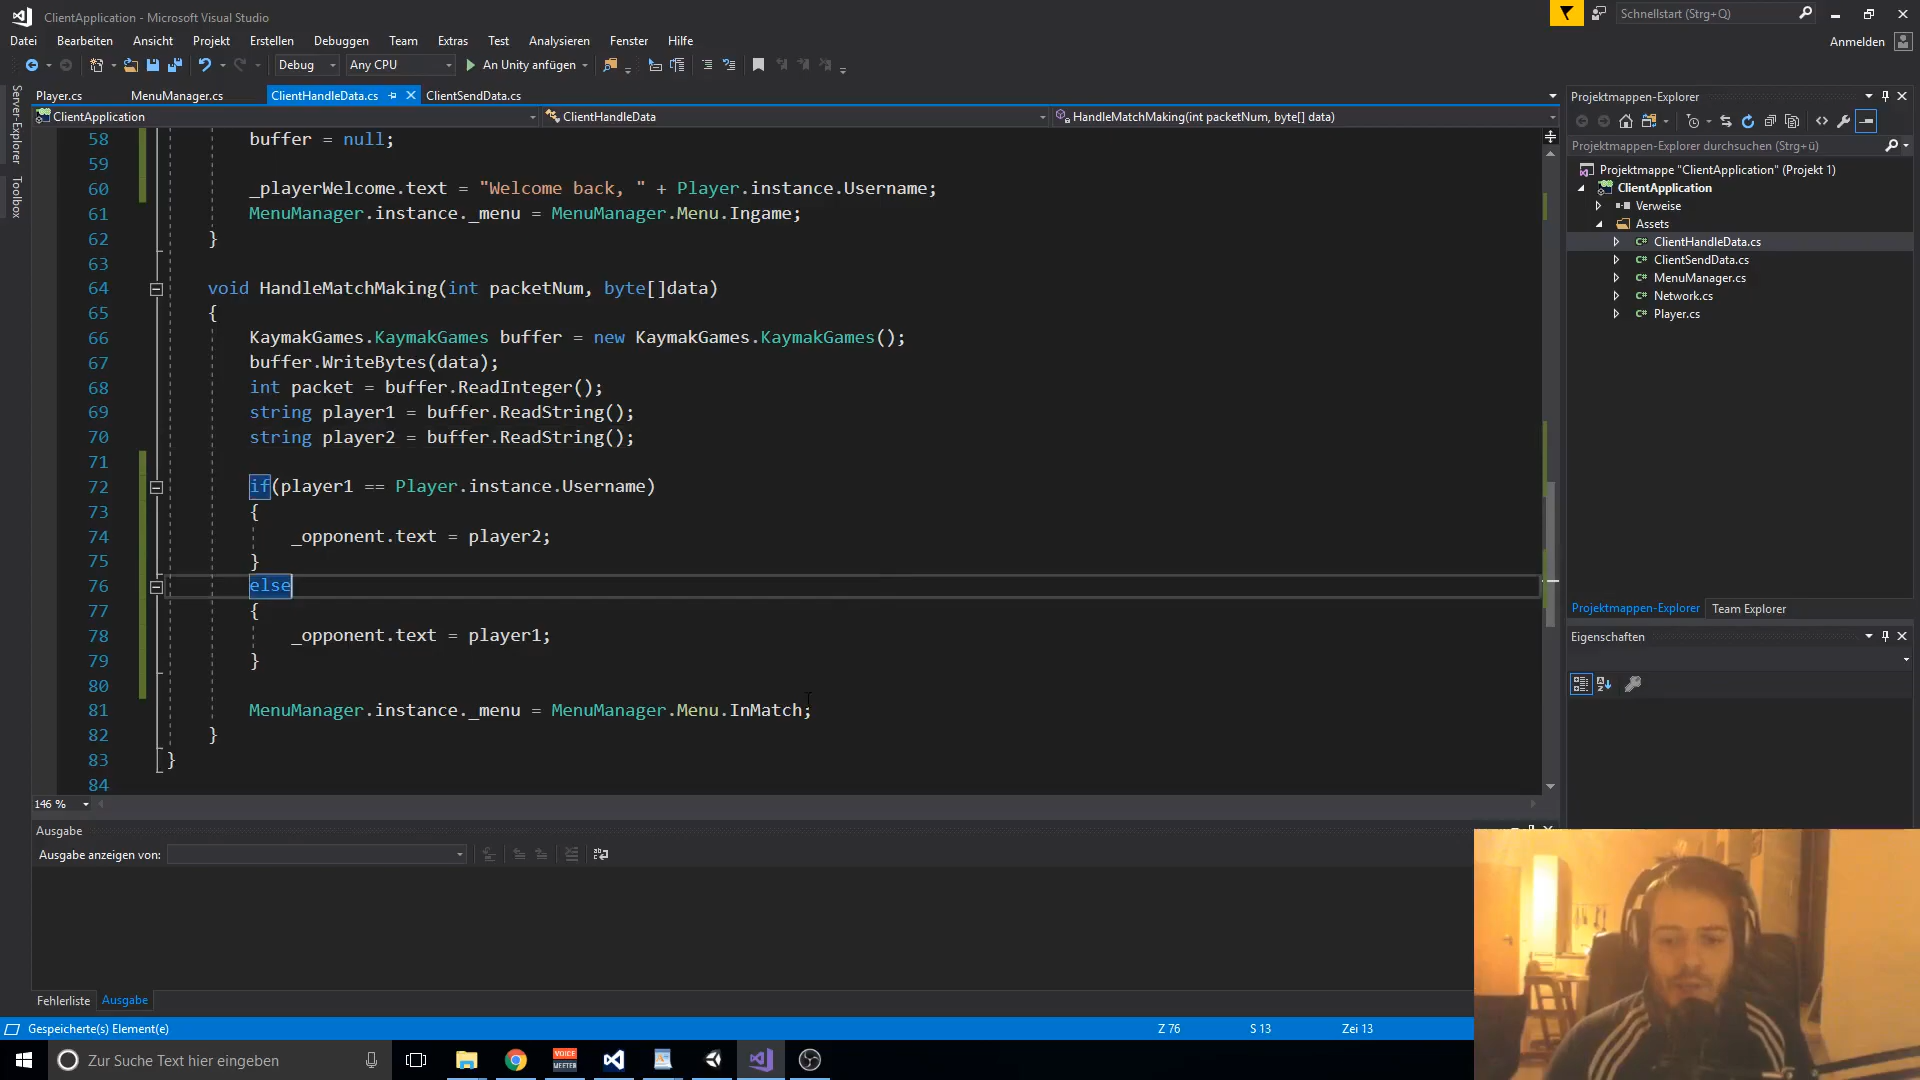 ClientApplication - Microsoft Visual Studio
Schnellstart (Strg+Q)
Datei Bearbeiten Ansicht Projekt Erstellen Debuggen Team Extras Test Analysieren Fenster Hilfe
Anmelden
Debug Any CPU An Unity anfügen
Server-Explorer
Toolbox
Player.cs MenuManager.cs ClientHandleData.cs ClientSendData.cs
ClientApplication ClientHandleData HandleMatchMaking(int packetNum, byte[] data)
58 buffer = null;
59
60 _playerWelcome.text = "Welcome back, " + Player.instance.Username;
61 MenuManager.instance._menu = MenuManager.Menu.Ingame;
62 }
63
64 void HandleMatchMaking(int packetNum, byte[]data)
65 {
66 KaymakGames.KaymakGames buffer = new KaymakGames.KaymakGames();
67 buffer.WriteBytes(data);
68 int packet = buffer.ReadInteger();
69 string player1 = buffer.ReadString();
70 string player2 = buffer.ReadString();
71
72 if(player1 == Player.instance.Username)
73 {
74 _opponent.text = player2;
75 }
76 else
77 {
78 _opponent.text = player1;
79 }
80
81 MenuManager.instance._menu = MenuManager.Menu.InMatch;
82 }
83 }
84
146 %
Projektmappen-Explorer
Projektmappen-Explorer durchsuchen (Strg+ü)
Projektmappe "ClientApplication" (Projekt 1)
ClientApplication
Verweise
Assets
ClientHandleData.cs
ClientSendData.cs
MenuManager.cs
Network.cs
Player.cs
Projektmappen-Explorer Team Explorer
Eigenschaften
Ausgabe
Ausgabe anzeigen von:
Fehlerliste Ausgabe
Gespeicherte(s) Element(e) Z 76 S 13 Zei 13
Zur Suche Text hier eingeben
VOICE
MEETER